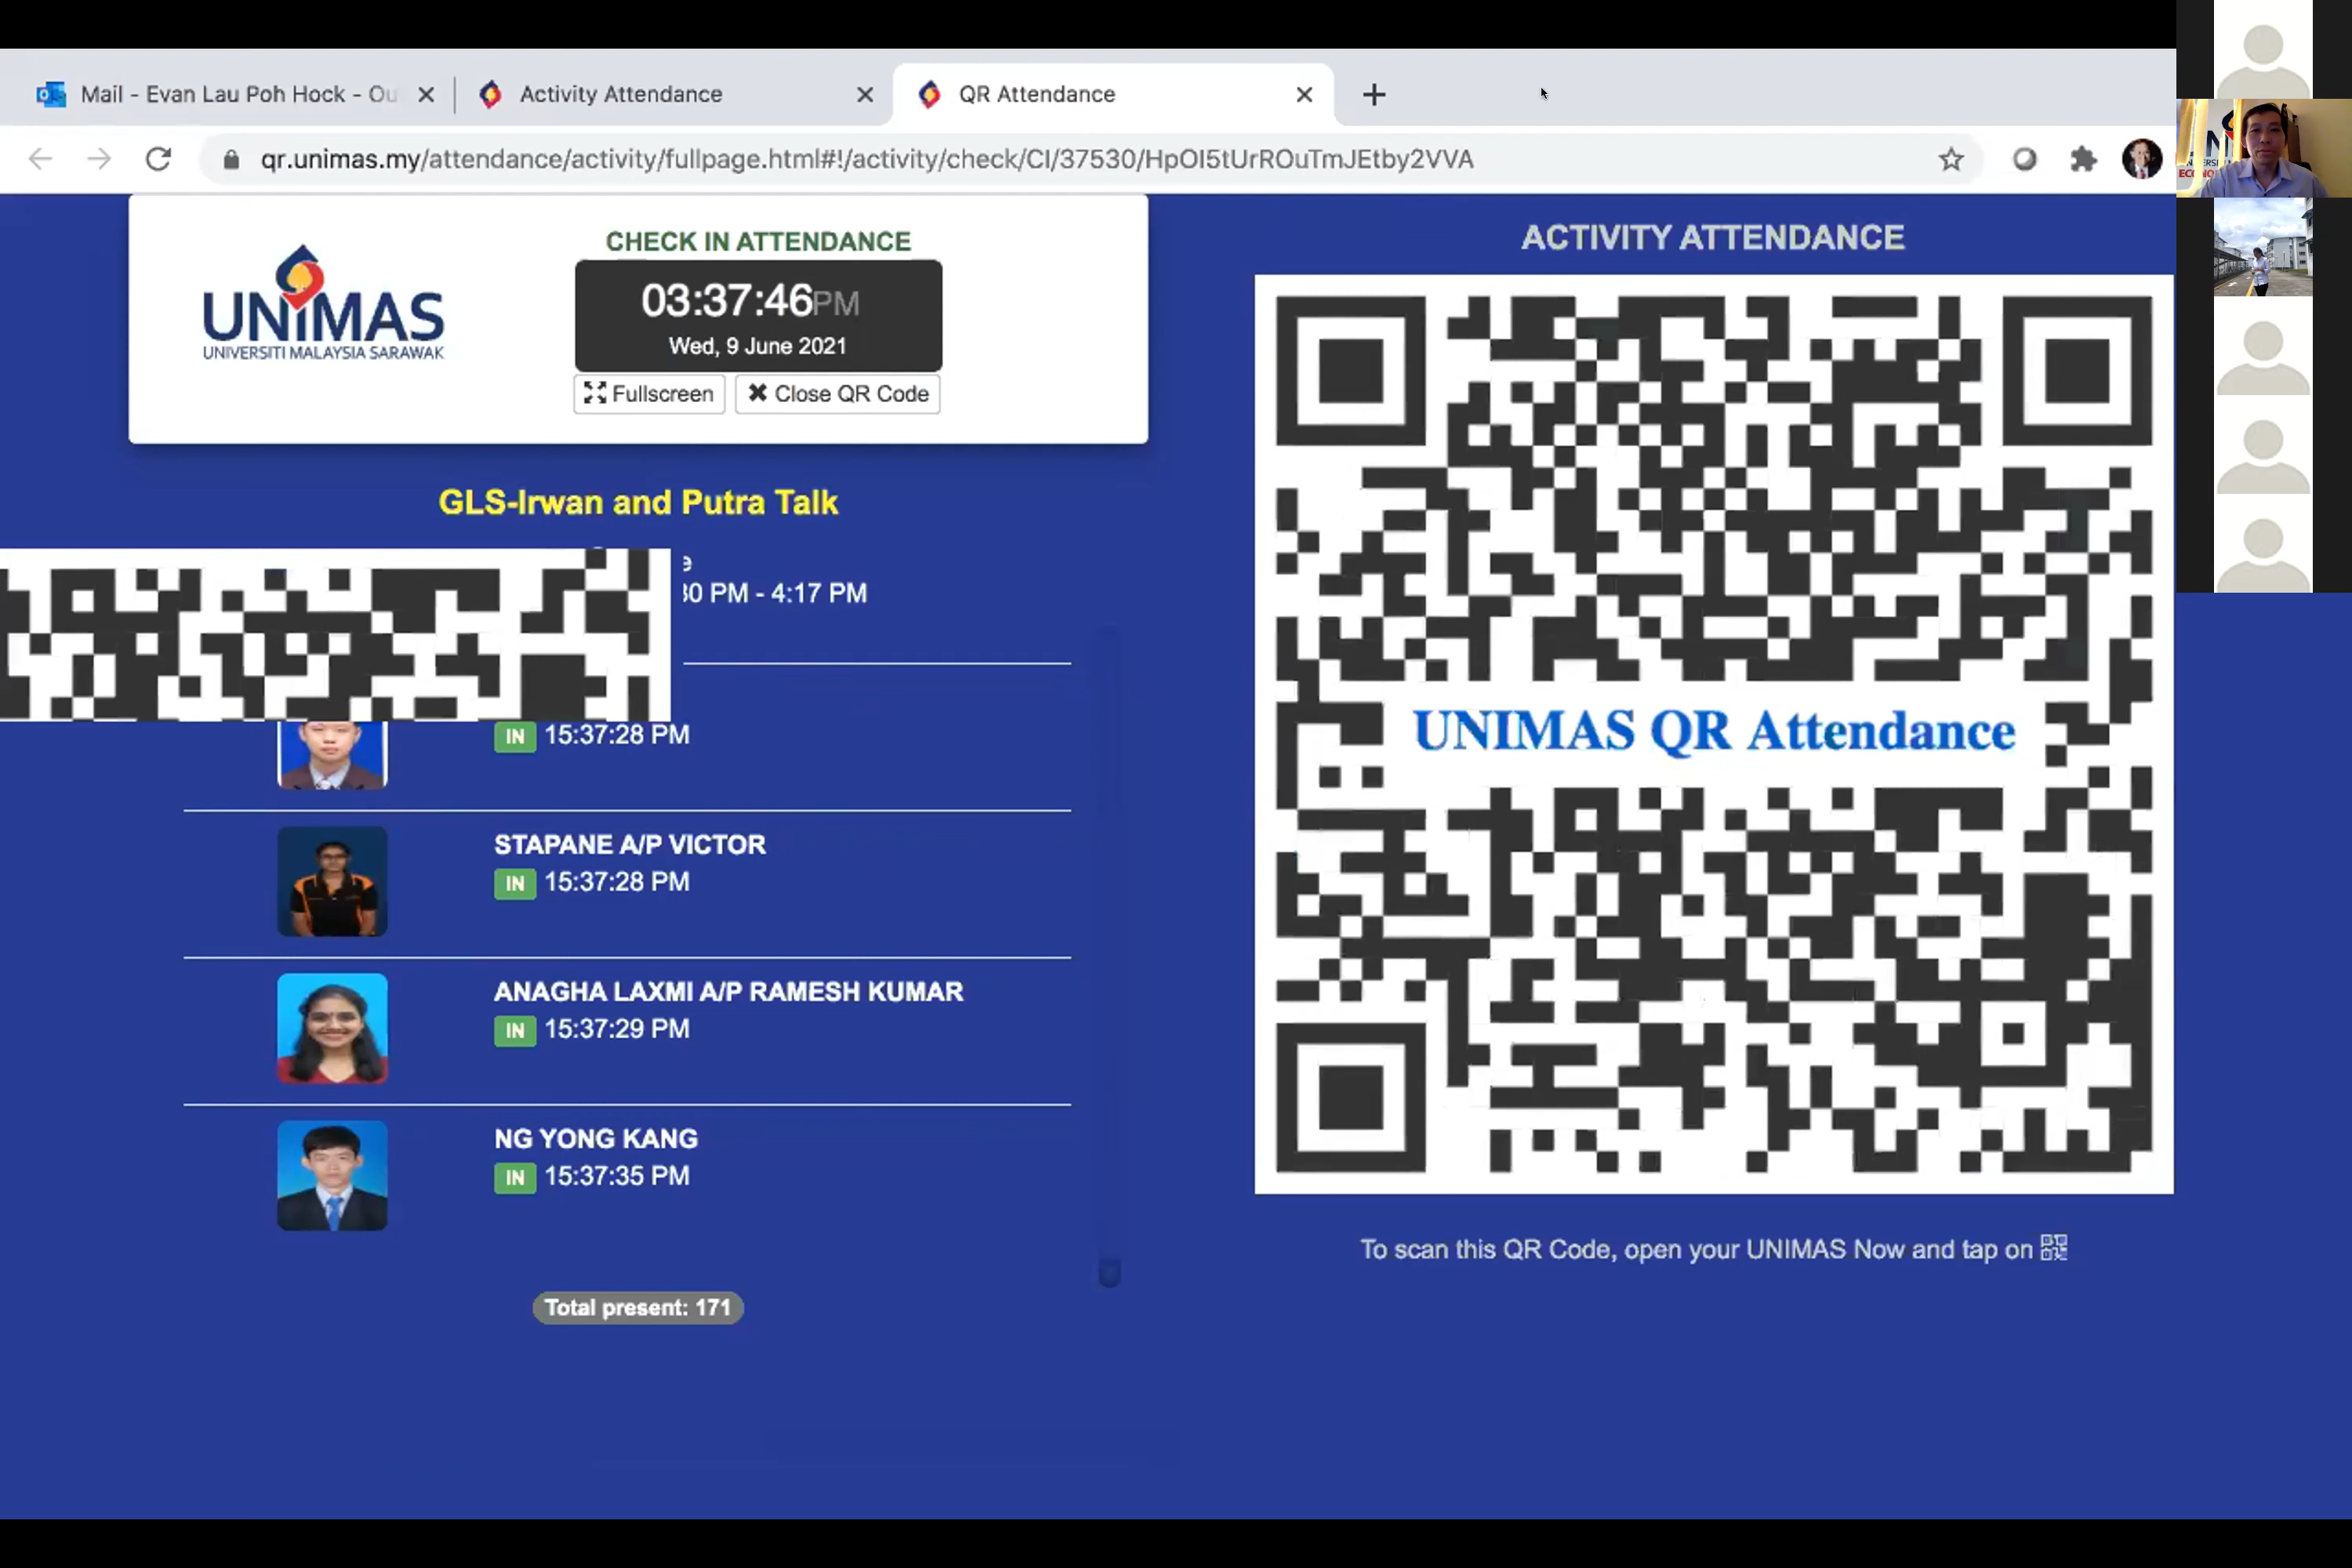 Mail - Evan Lau Poh Hock - Ou
Activity Attendance
QR Attendance
qr.unimas.my/attendance/activity/fullpage.html#!/activity/check/CI/37530/HpOI5tUrROuTmJEtby2VVA
UNIMAS
UNIVERSITI MALAYSIA SARAWAK
CHECK IN ATTENDANCE
03:37:46PM
Wed, 9 June 2021
Fullscreen
Close QR Code
GLS-Irwan and Putra Talk
e
30 PM - 4:17 PM
IN 15:37:28 PM
STAPANE A/P VICTOR
IN 15:37:28 PM
ANAGHA LAXMI A/P RAMESH KUMAR
IN 15:37:29 PM
NG YONG KANG
IN 15:37:35 PM
Total present: 171
ACTIVITY ATTENDANCE
UNIMAS QR Attendance
To scan this QR Code, open your UNIMAS Now and tap on